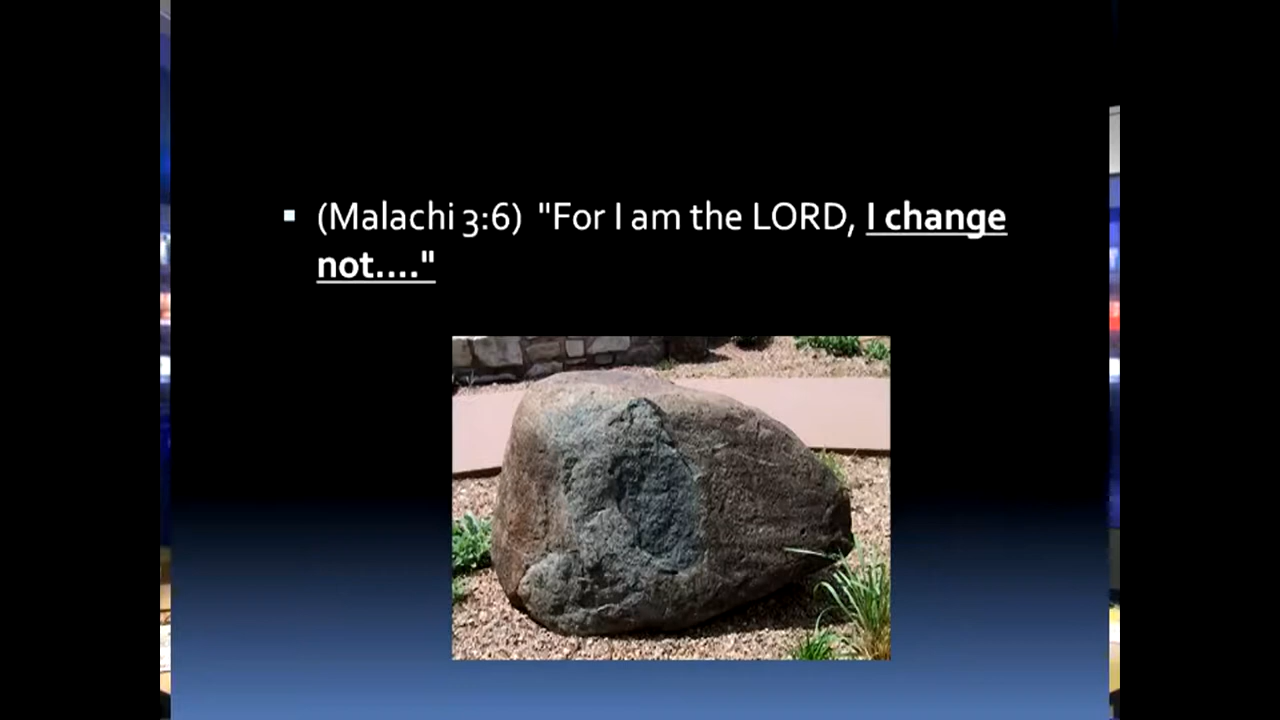 ▪ (Malachi 3:6) "For I am the LORD, I change
not...."